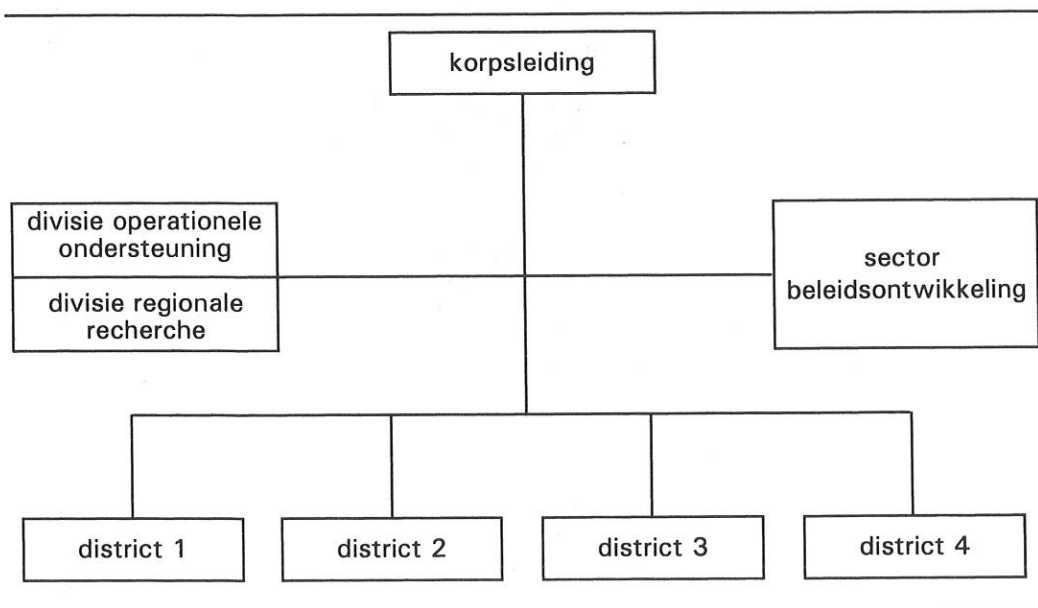 korpsleiding
divisie operationele
ondersteuning
divisie regionale
recherche
sector
beleidsontwikkeling
district 1
district 2
district 3
district 4